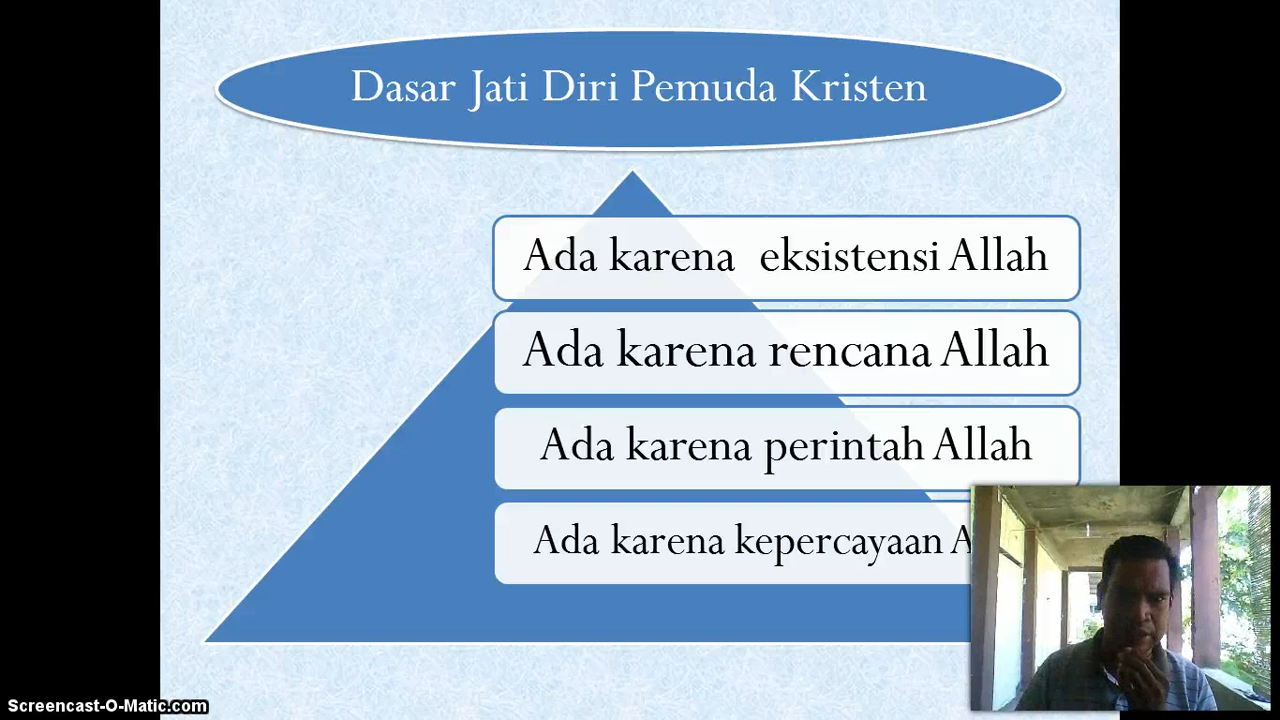 Dasar Jati Diri Pemuda Kristen
Ada karena eksistensi Allah
Ada karena rencana Allah
Ada karena perintah Allah
Ada karena kepercayaan
Screencast-O-Matic.com